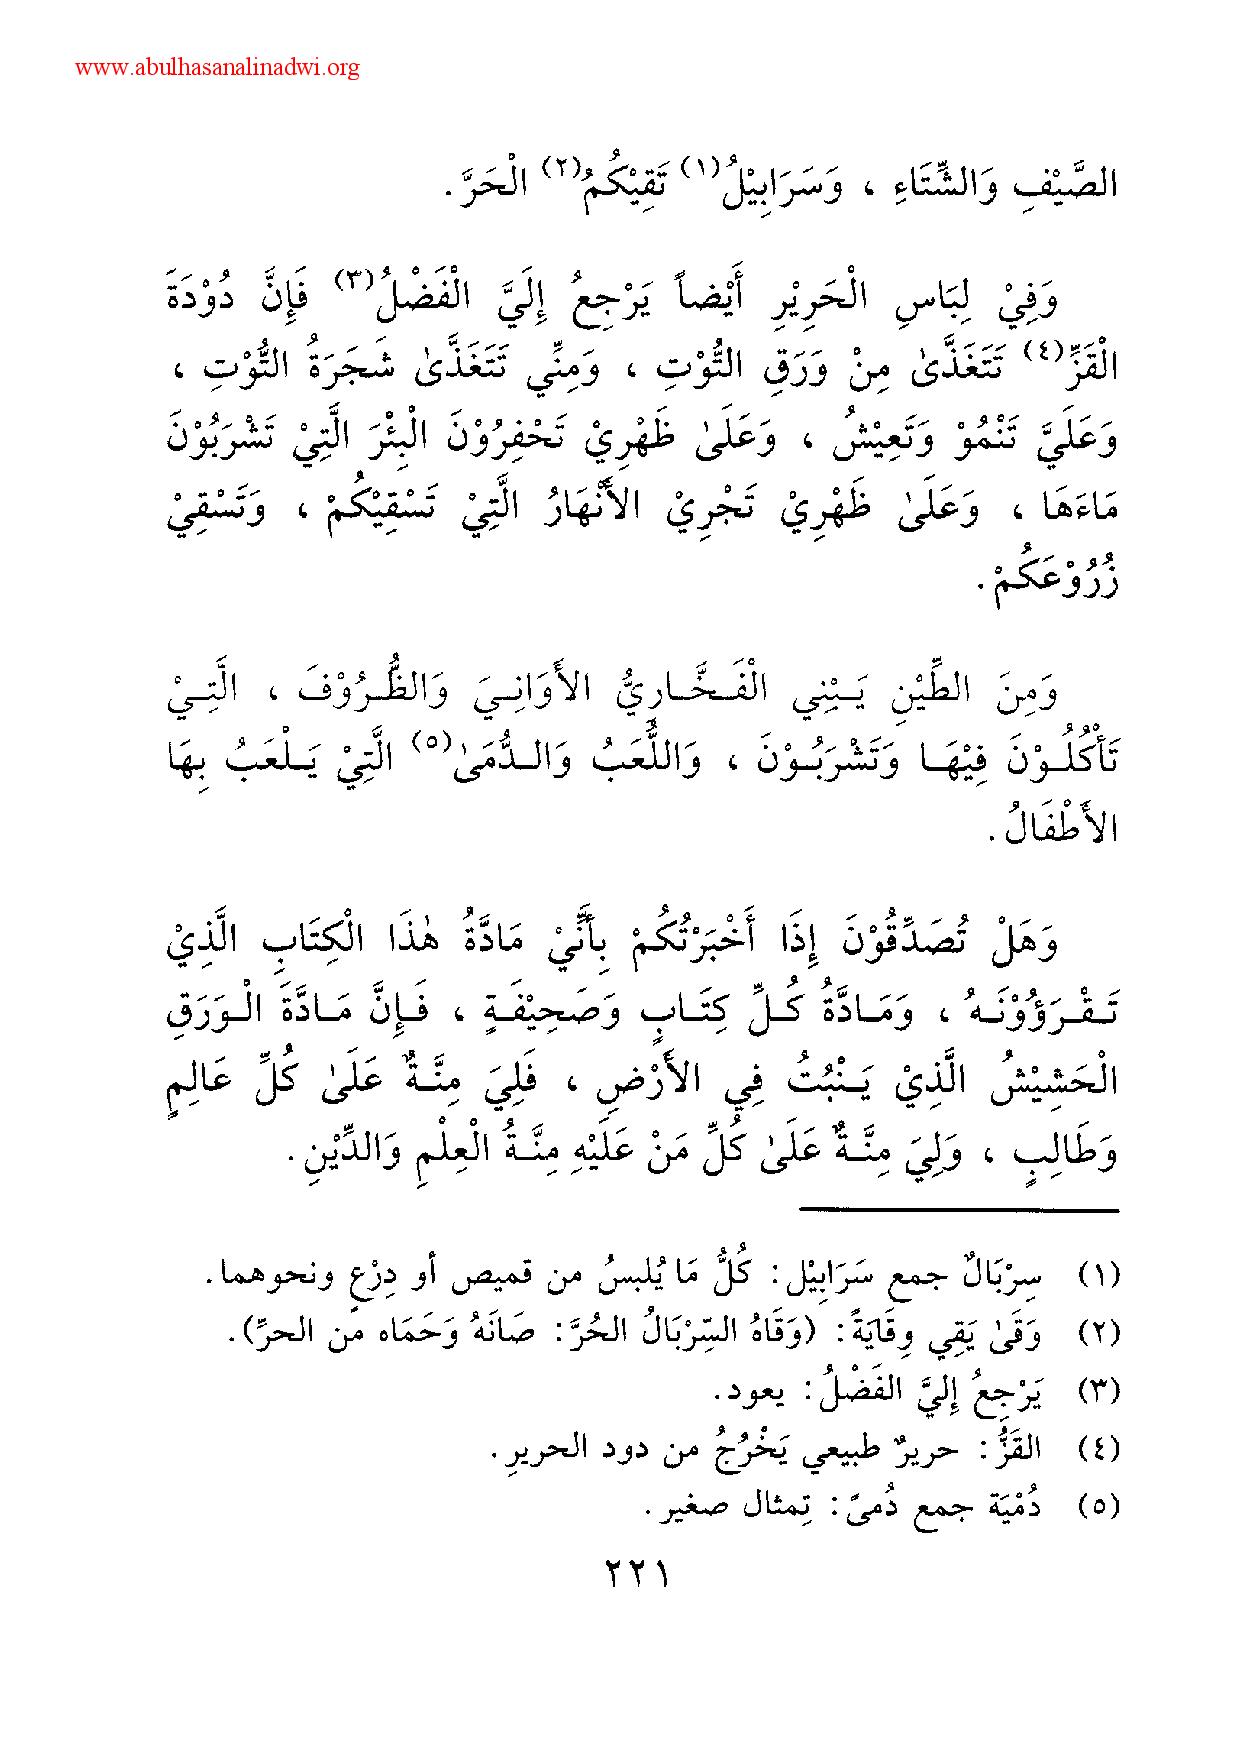 www.abulhasanalinadwi.org
الصَّيْفِ وَالشِّتَاءِ ، وَسَرَابِيْلُ(١) تَقِيْكُمُ(٢) الْحَرَّ .
وَفِيْ لِبَاسِ الْحَرِيْرِ أَيْضاً يَرْجِعُ إِلَيَّ الْفَضْلُ(٣) فَإِنَّ دُوْدَةَ
الْقَزِّ(٤) تَتَغَذَّىٰ مِنْ وَرَقِ التُّوْتِ ، وَمِنِّي تَتَغَذَّىٰ شَجَرَةُ التُّوْتِ ،
وَعَلَيَّ تَنْمُوْ وَتَعِيْشُ ، وَعَلَىٰ ظَهْرِيْ تَحْفِرُوْنَ الْبِئْرَ الَّتِيْ تَشْرَبُوْنَ
مَاءَهَا ، وَعَلَىٰ ظَهْرِيْ تَجْرِيْ الأَنْهَارُ الَّتِيْ تَسْقِيْكُمْ ، وَتَسْقِيْ
زُرُوْعَكُمْ .
وَمِنَ الطِّيْنِ يَبْنِي الْفَخَّارِيُّ الأَوَانِيَ وَالظُّرُوْفَ ، الَّتِيْ
تَأْكُلُوْنَ فِيْهَا وَتَشْرَبُوْنَ ، وَاللُّعَبُ وَالدُّمَىٰ(٥) الَّتِيْ يَلْعَبُ بِهَا
الأَطْفَالُ .
وَهَلْ تُصَدِّقُوْنَ إِذَا أَخْبَرْتُكُمْ بِأَنَّنِيْ مَادَّةُ هٰذَا الْكِتَابِ الَّذِيْ
تَقْرَؤُوْنَهُ ، وَمَادَّةُ كُلِّ كِتَابٍ وَصَحِيْفَةٍ ، فَإِنَّ مَادَّةَ الْوَرَقِ
الْحَشِيْشُ الَّذِيْ يَنْبُتُ فِي الأَرْضِ ، فَلِيَ مِنَّةٌ عَلَىٰ كُلِّ عَالِمٍ
وَطَالِبٍ ، وَلِيَ مِنَّةٌ عَلَىٰ كُلِّ مَنْ عَلَيْهِ مِنَّةُ الْعِلْمِ وَالدِّيْنِ .
(١) سِرْبَالٌ جمع سَرَابِيْل : كُلُّ مَا يُلبسُ من قميص أو دِرْعٍ ونحوهما .
(٢) وَقَىٰ يَقِي وِقَايَةً : (وَقَاهُ السِّرْبَالُ الحُرَّ : صَانَهُ وَحَمَاه مَن الحرِّ) .
(٣) يَرْجِعُ إِلَيَّ الفَضْلُ : يعود .
(٤) القَزُّ : حريرٌ طبيعي يَخْرُجُ من دود الحريرِ .
(٥) دُمْيَة جمع دُمىً : تِمثال صغير .
٢٢١